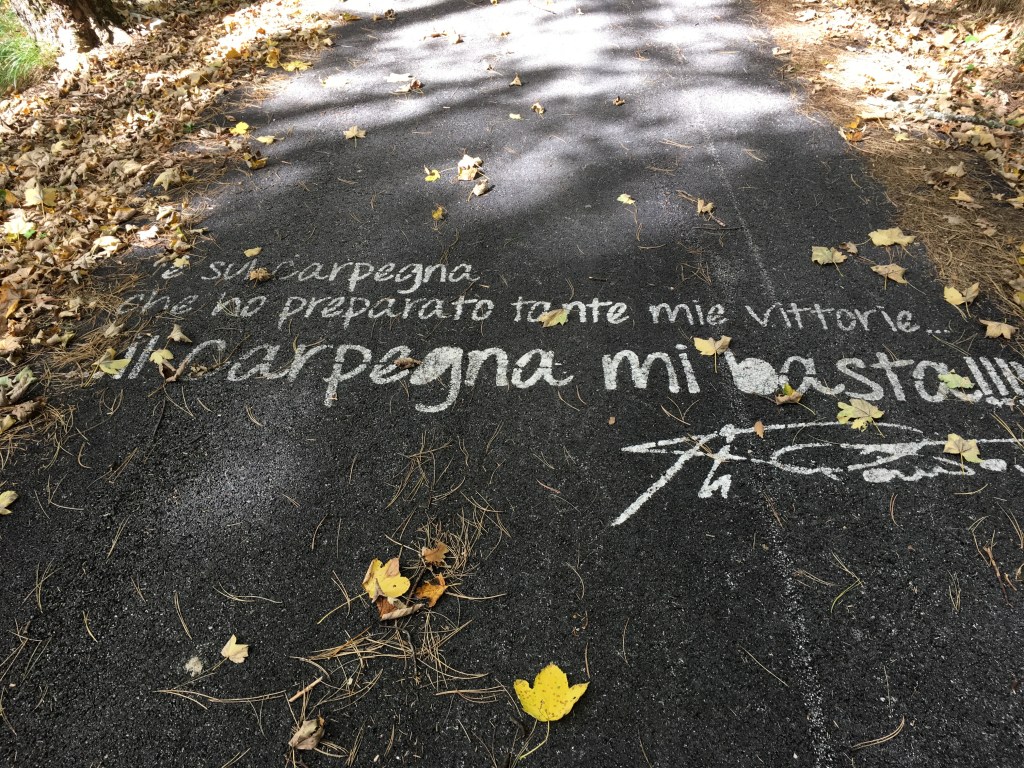 è sul carpegna
che ho preparato tante mie vittorie...
Il Carpegna mi basta!!!!!